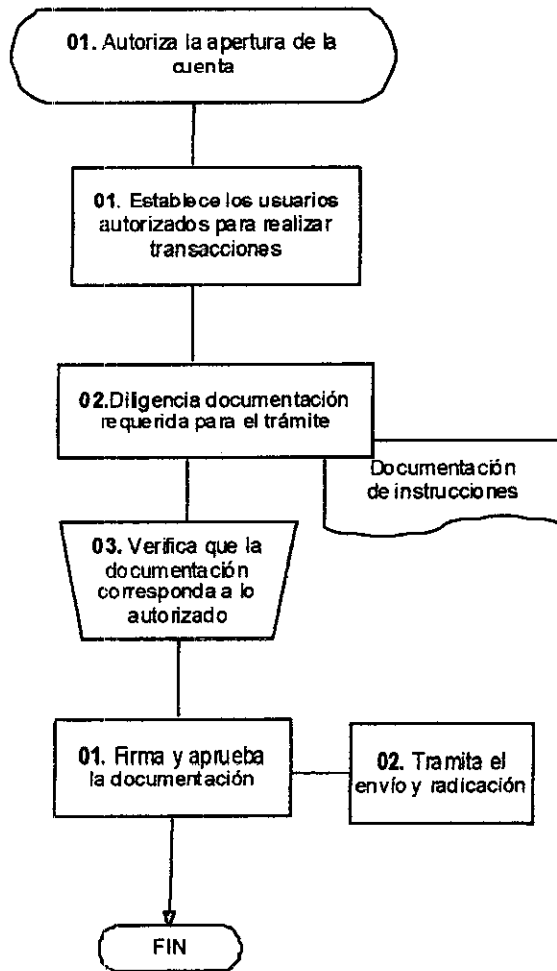 01. Autoriza la apertura de la
cuenta
01. Establece los usuarios
autorizados para realizar
transacciones
02.Diligencia documentación
requerida para el trámite
Documentación
de instrucciones
03. Verifica que la
documentación
corresponda a lo
autorizado
01. Firma y aprueba
la documentación
02. Tramita el
envío y radicación
FIN